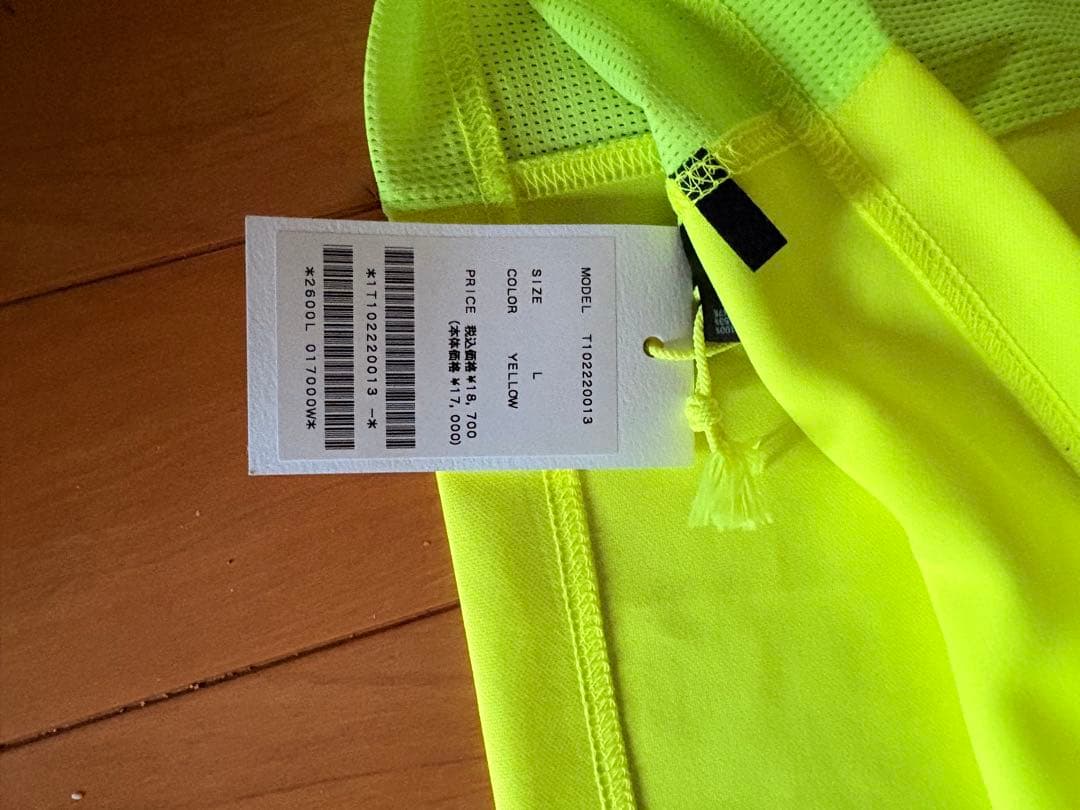 MODEL T102220013
SIZE L
COLOR YELLOW
PRICE 税込価格 ¥18,700
(本体価格 ¥17,000)
*1T102220013 -*
*2600L 017000W*